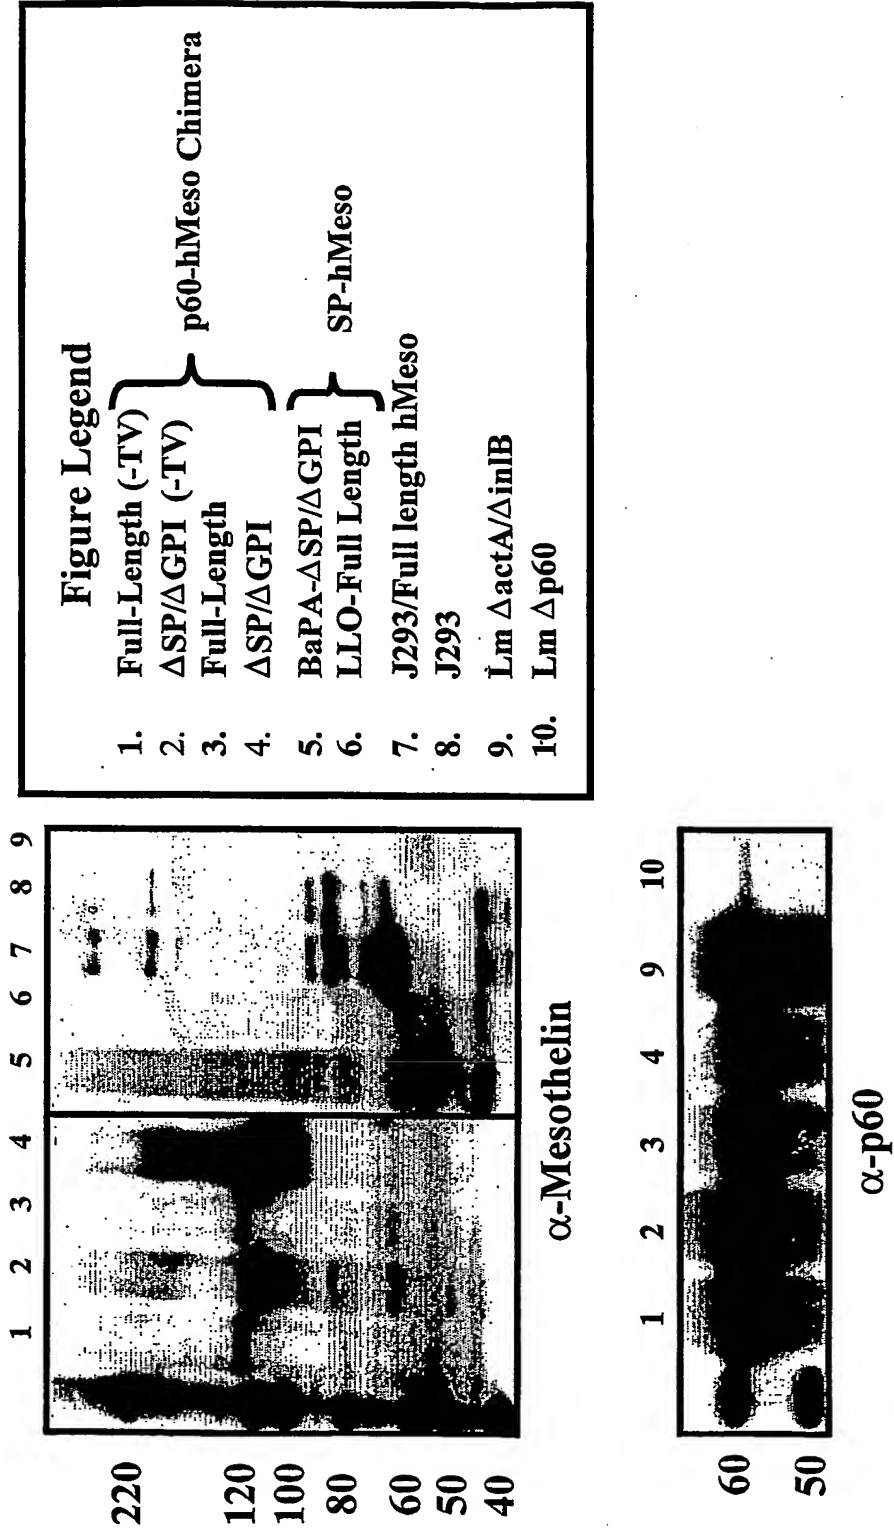 1 2 3 4 5 6 7 8 9
220
120
100
80
60
50
40
α-Mesothelin
1 2 3 4 9 10
60
50
α-p60
Figure Legend
1. Full-Length (-TV)
2. ΔSP/ΔGPI (-TV)
3. Full-Length
4. ΔSP/ΔGPI
p60-hMeso Chimera
5. BaPA-ΔSP/ΔGPI
6. LLO-Full Length
SP-hMeso
7. J293/Full length hMeso
8. J293
9. Lm ΔactA/ΔinlB
10. Lm Δp60